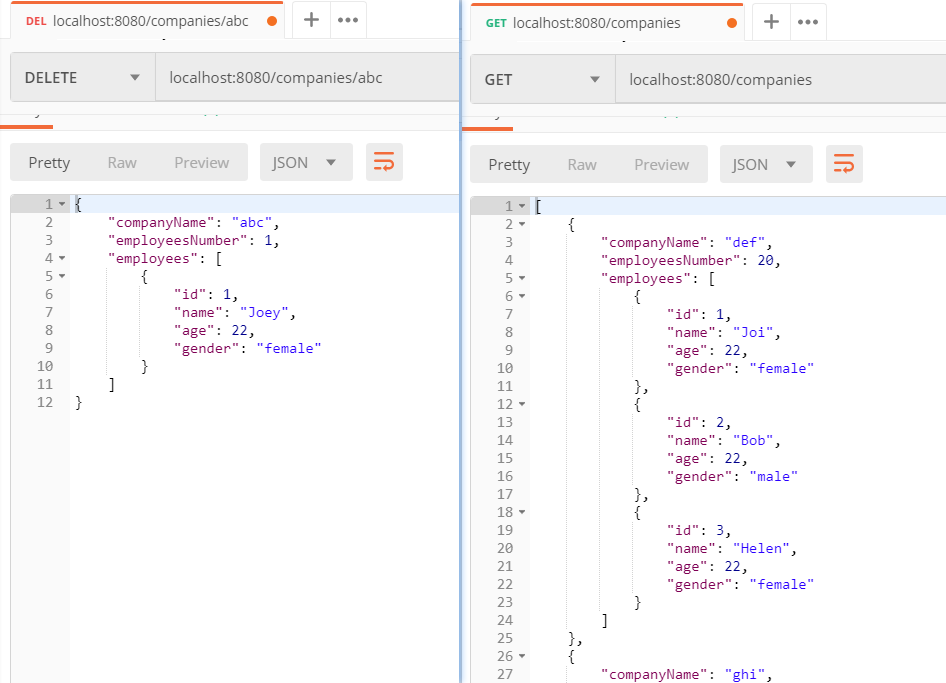 DEL localhost:8080/companies/abc
DELETE localhost:8080/companies/abc
Pretty Raw Preview JSON
1 {
2 "companyName": "abc",
3 "employeesNumber": 1,
4 "employees": [
5 {
6 "id": 1,
7 "name": "Joey",
8 "age": 22,
9 "gender": "female"
10 }
11 ]
12 }
GET localhost:8080/companies
GET localhost:8080/companies
Pretty Raw Preview JSON
1 [
2 {
3 "companyName": "def",
4 "employeesNumber": 20,
5 "employees": [
6 {
7 "id": 1,
8 "name": "Joi",
9 "age": 22,
10 "gender": "female"
11 },
12 {
13 "id": 2,
14 "name": "Bob",
15 "age": 22,
16 "gender": "male"
17 },
18 {
19 "id": 3,
20 "name": "Helen",
21 "age": 22,
22 "gender": "female"
23 }
24 ]
25 },
26 {
27 "companyName": "ghi",